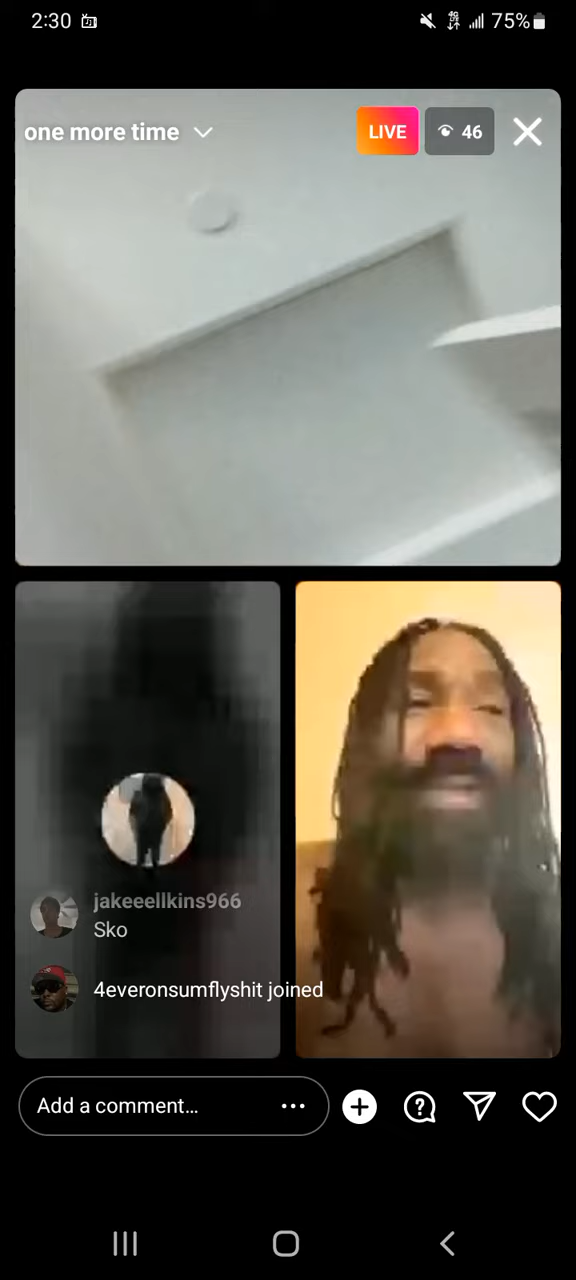 2:30 75%
one more time LIVE 46
jakeeellkins966
Sko
4everonsumflyshit joined
Add a comment...